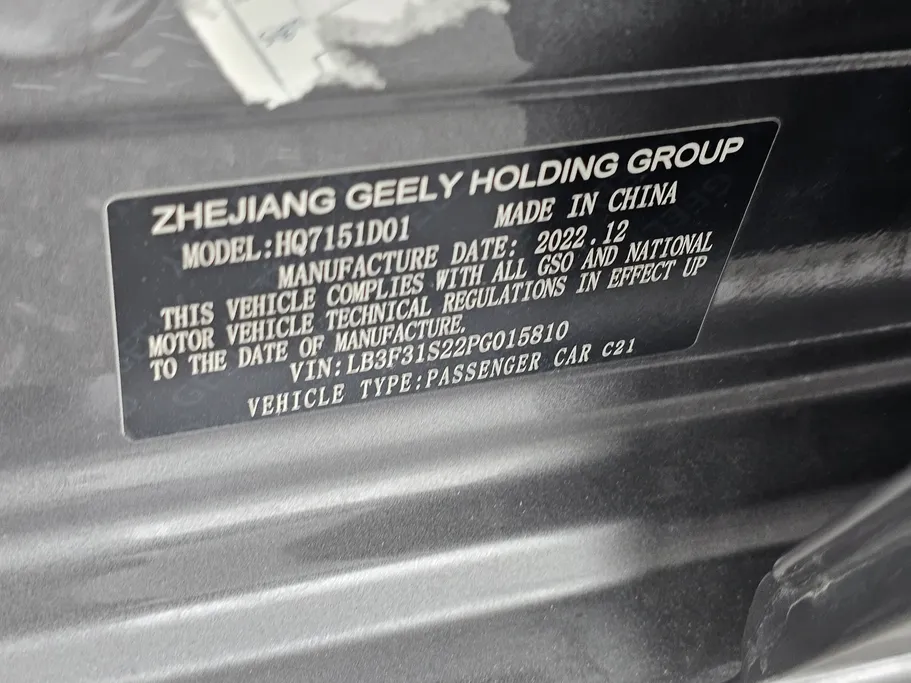 ZHEJIANG GEELY HOLDING GROUP
MODEL:HQ7151D01 MADE IN CHINA
MANUFACTURE DATE: 2022.12
THIS VEHICLE COMPLIES WITH ALL GSO AND NATIONAL
MOTOR VEHICLE TECHNICAL REGULATIONS IN EFFECT UP
TO THE DATE OF MANUFACTURE.
VIN:LB3F31S22PG015810
VEHICLE TYPE:PASSENGER CAR C21